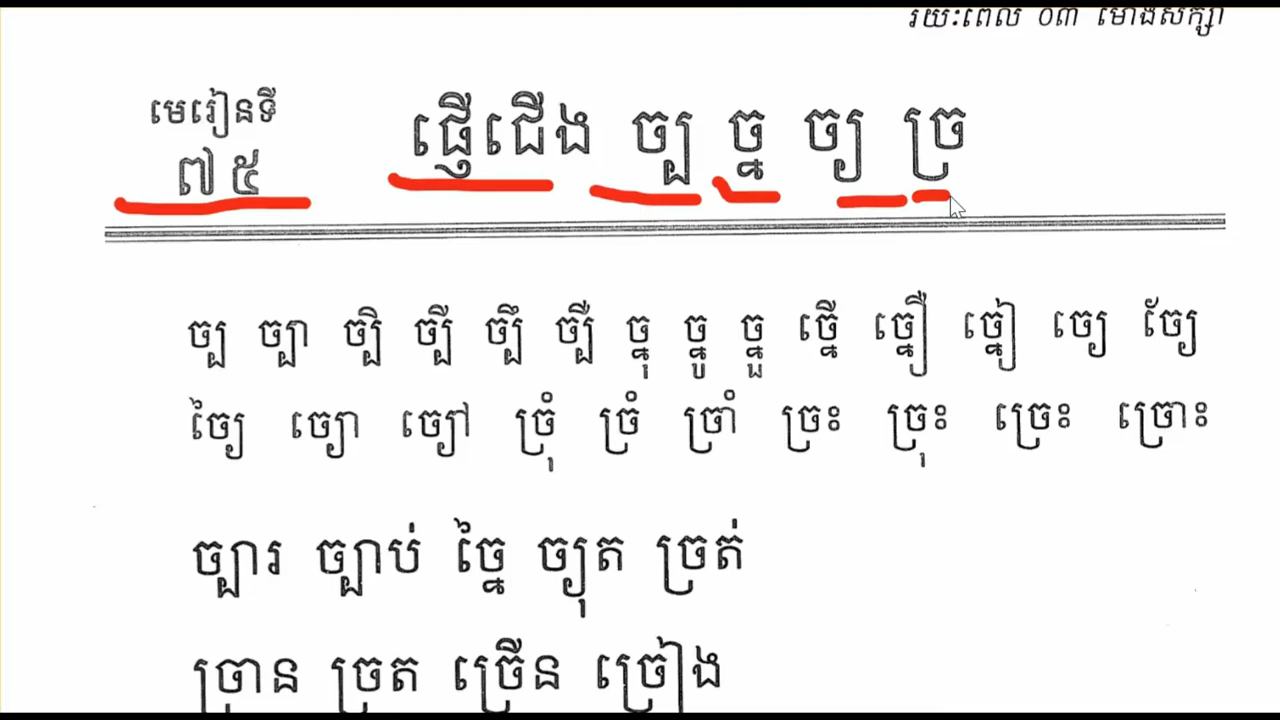 រយៈពេល ០៣ ម៉ោងសិក្សា
មេរៀនទី
៧៥
ផ្ញើជើង ច្ប ច្ន ច្យ ច្រ
ច្ប ច្បា ច្បិ ច្បី ច្បឹ ច្បឺ ច្នុ ច្នូ ច្នួ ច្នើ ច្នឿ ច្នៀ ច្យេ ច្យែ
ច្យៃ ច្យោ ច្យៅ ច្រុំ ច្រំ ច្រាំ ច្រះ ច្រុះ ច្រេះ ច្រោះ
ច្បារ ច្បាប់ ច្នៃ ច្យុត ច្រត់
ច្រាន ច្រត ច្រើន ច្រៀង